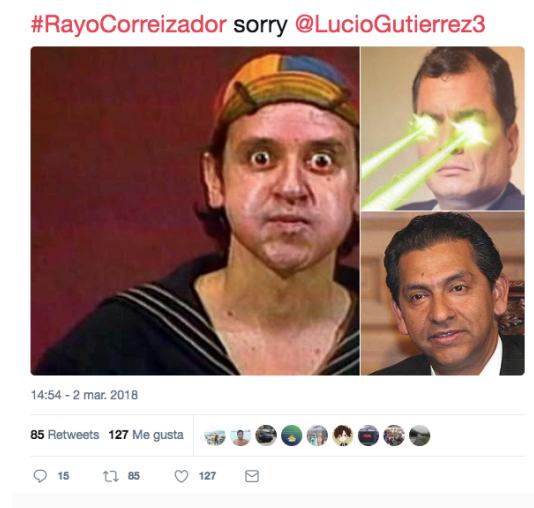 #RayoCorreizador sorry @LucioGutierrez3
14:54 - 2 mar. 2018
85 Retweets 127 Me gusta
15 85 127